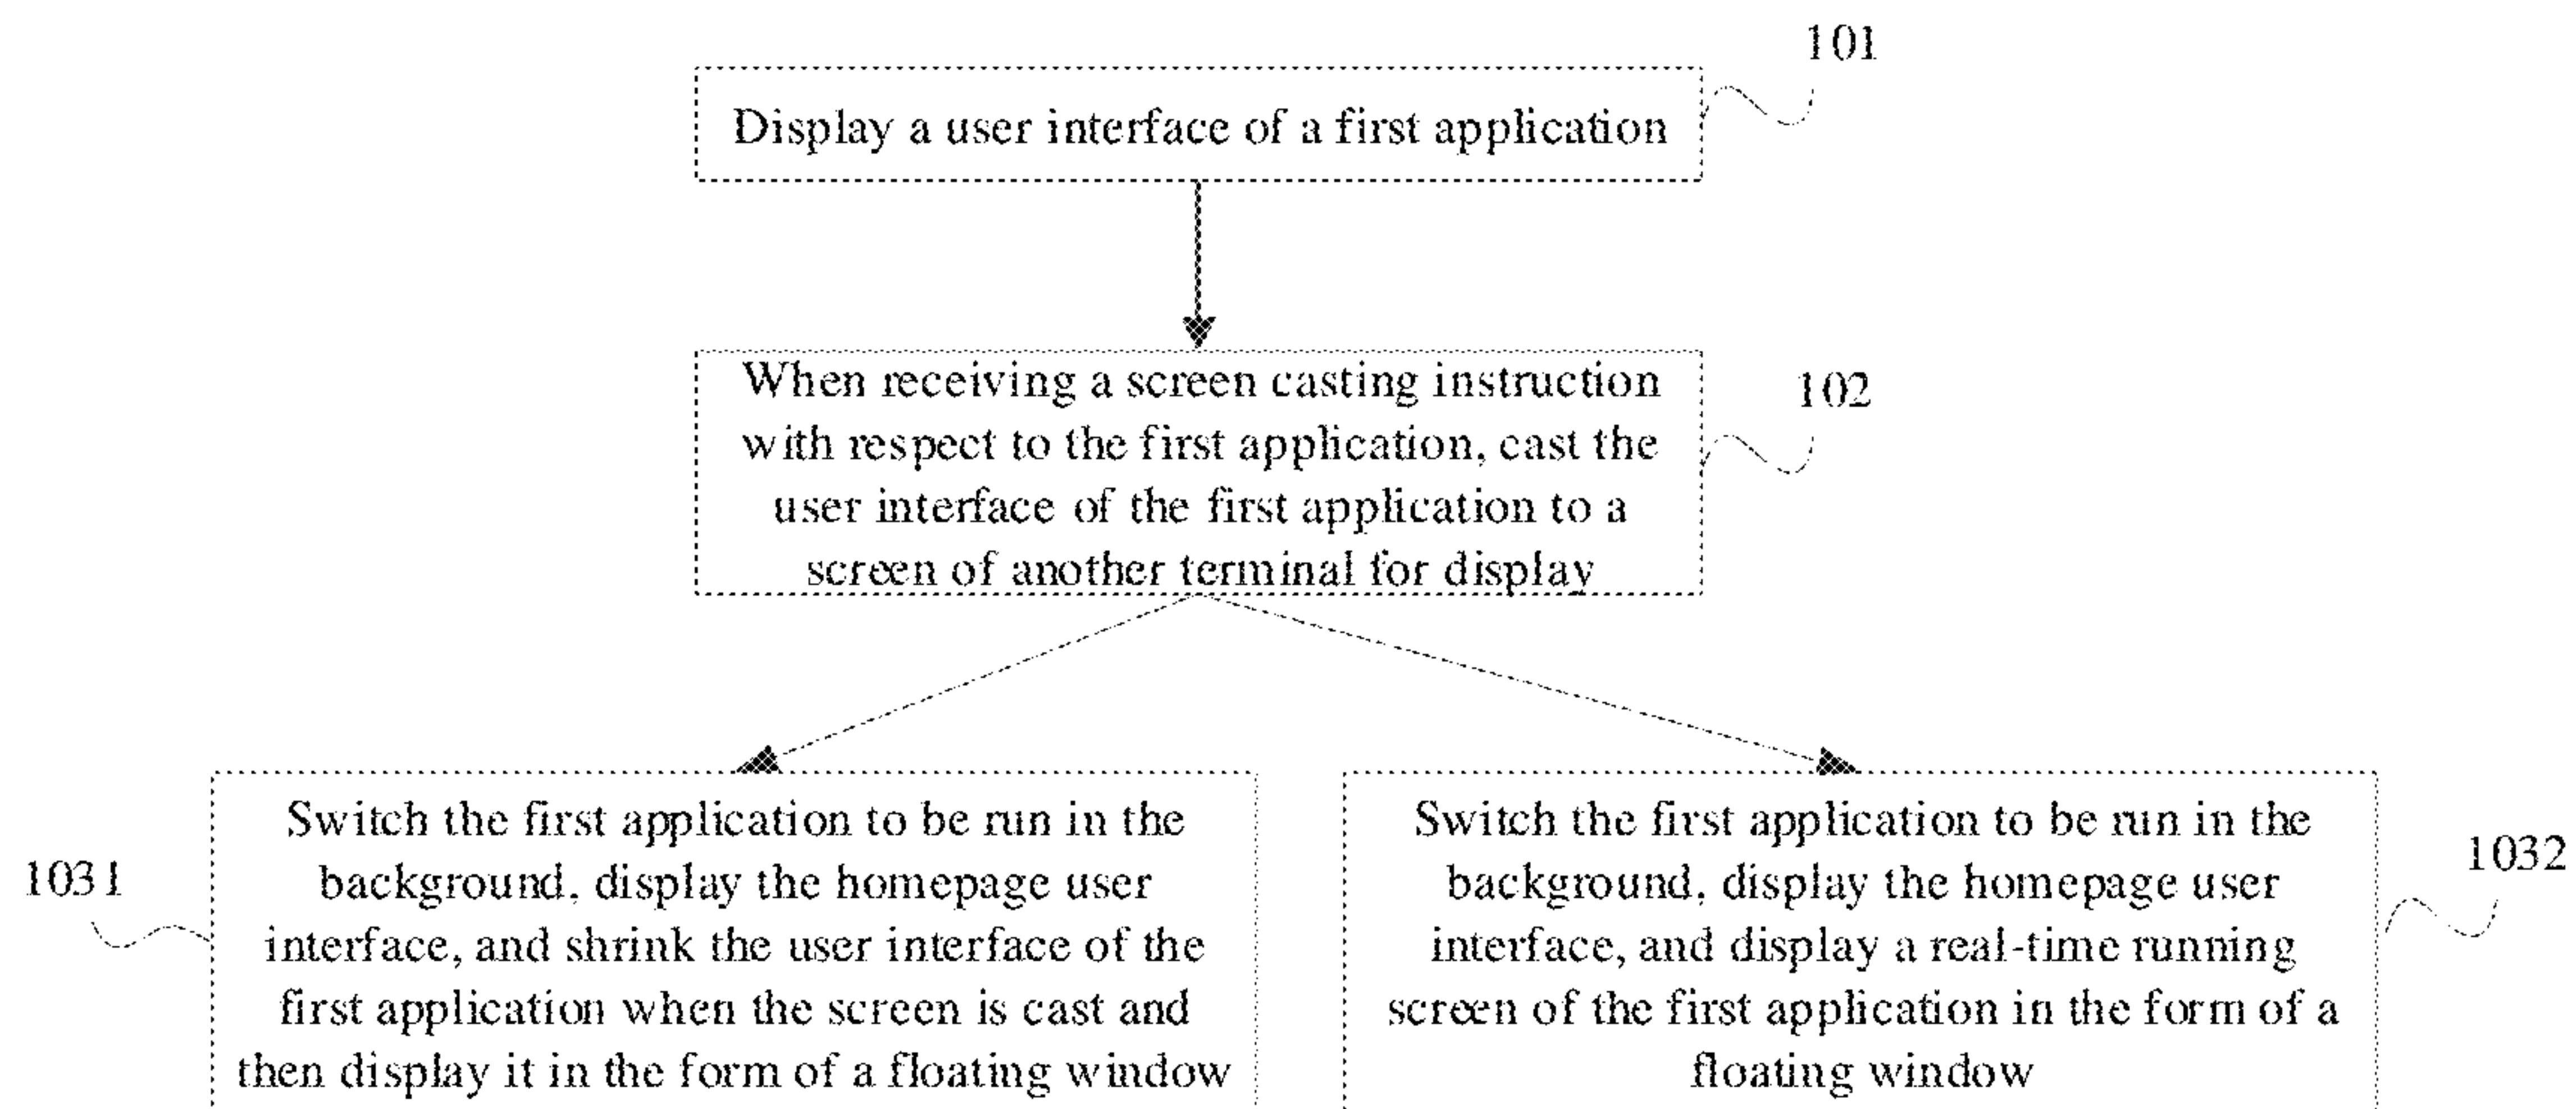 101
Display a user interface of a first application
When receiving a screen casting instruction
with respect to the first application, cast the
user interface of the first application to a
screen of another terminal for display
102
Switch the first application to be run in the
background, display the homepage user
interface, and shrink the user interface of the
first application when the screen is cast and
then display it in the form of a floating window
1031
Switch the first application to be run in the
background, display the homepage user
interface, and display a real-time running
screen of the first application in the form of a
floating window
1032